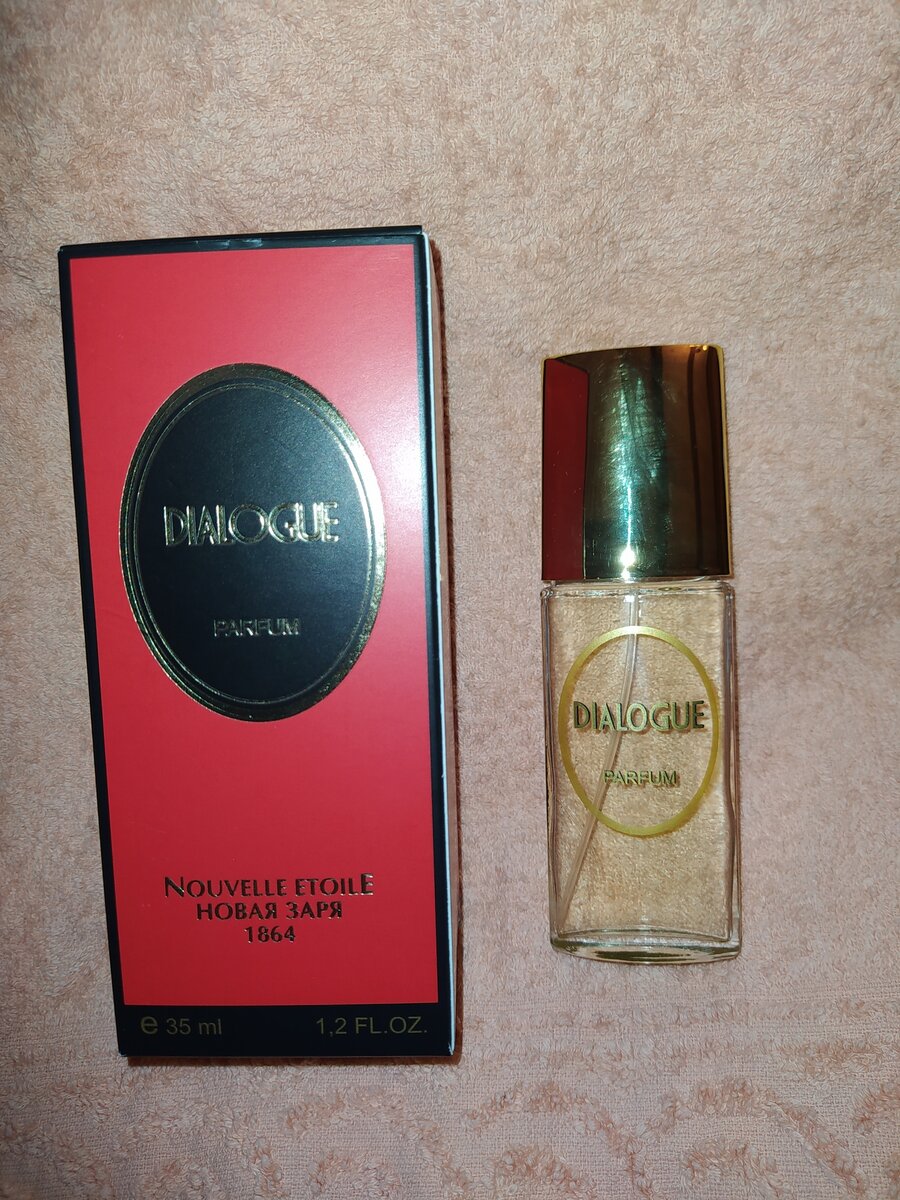 DIALOGUE
PARFUM
NOUVELLE ETOILE
НОВАЯ ЗАРЯ
1864
e 35 ml 1,2 FL.OZ.
DIALOGUE
PARFUM